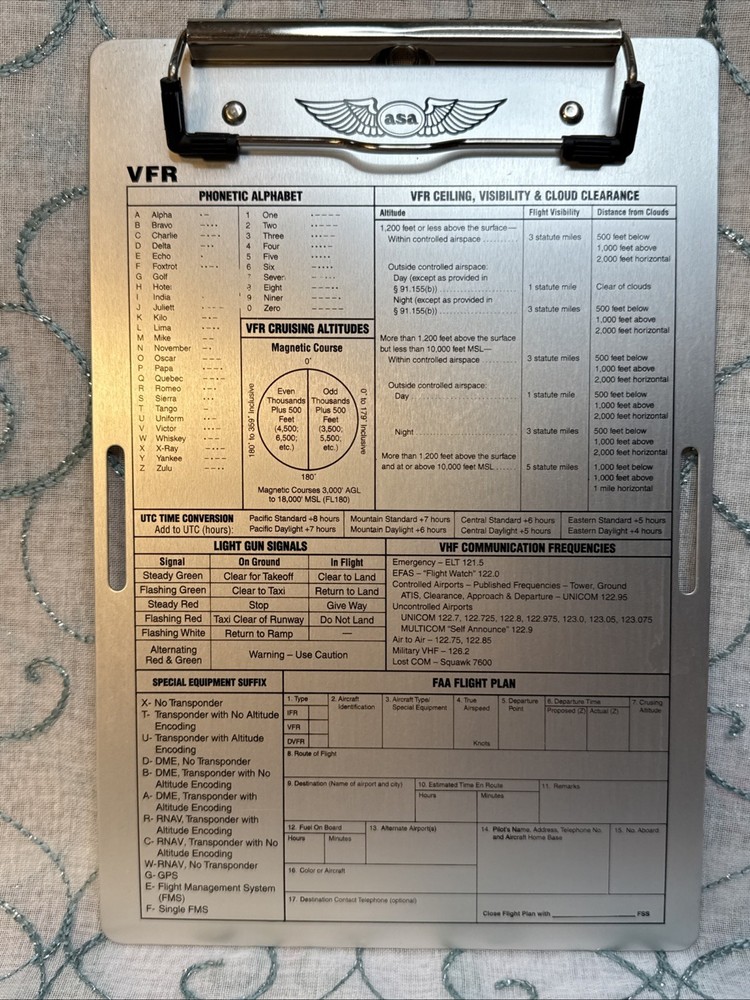 asa
VFR
PHONETIC ALPHABET
A Alpha
B Bravo
C Charlie
D Delta
E Echo
F Foxtrot
G Golf
H Hotel
I India
J Juliett
K Kilo
L Lima
M Mike
N November
O Oscar
P Papa
Q Quebec
R Romeo
S Sierra
T Tango
U Uniform
V Victor
W Whiskey
X X-Ray
Y Yankee
Z Zulu
1 One
2 Two
3 Three
4 Four
5 Five
6 Six
7 Seven
8 Eight
9 Niner
0 Zero
VFR CRUISING ALTITUDES
Magnetic Course
0°
180° to 359° Inclusive
Even
Thousands
Plus 500
Feet
(4,500;
6,500;
etc.)
Odd
Thousands
Plus 500
Feet
(3,500;
5,500;
etc.)
0° to 179° Inclusive
180°
Magnetic Courses 3,000' AGL
to 18,000' MSL (FL180)
VFR CEILING, VISIBILITY & CLOUD CLEARANCE
Altitude Flight Visibility Distance from Clouds
1,200 feet or less above the surface—
Within controlled airspace 3 statute miles 500 feet below
1,000 feet above
2,000 feet horizontal
Outside controlled airspace:
Day (except as provided in
§ 91.155(b)) 1 statute mile Clear of clouds
Night (except as provided in
§ 91.155(b)) 3 statute miles 500 feet below
1,000 feet above
2,000 feet horizontal
More than 1,200 feet above the surface
but less than 10,000 feet MSL—
Within controlled airspace 3 statute miles 500 feet below
1,000 feet above
2,000 feet horizontal
Outside controlled airspace:
Day 1 statute mile 500 feet below
1,000 feet above
2,000 feet horizontal
Night 3 statute miles 500 feet below
1,000 feet above
2,000 feet horizontal
More than 1,200 feet above the surface
and at or above 10,000 feet MSL 5 statute miles 1,000 feet below
1,000 feet above
1 mile horizontal
UTC TIME CONVERSION Pacific Standard +8 hours Mountain Standard +7 hours Central Standard +6 hours Eastern Standard +5 hours
Add to UTC (hours): Pacific Daylight +7 hours Mountain Daylight +6 hours Central Daylight +5 hours Eastern Daylight +4 hours
LIGHT GUN SIGNALS
Signal On Ground In Flight
Steady Green Clear for Takeoff Clear to Land
Flashing Green Clear to Taxi Return to Land
Steady Red Stop Give Way
Flashing Red Taxi Clear of Runway Do Not Land
Flashing White Return to Ramp —
Alternating
Red & Green Warning – Use Caution
VHF COMMUNICATION FREQUENCIES
Emergency – ELT 121.5
EFAS – "Flight Watch" 122.0
Controlled Airports – Published Frequencies – Tower, Ground
ATIS, Clearance, Approach & Departure – UNICOM 122.95
Uncontrolled Airports
UNICOM 122.7, 122.725, 122.8, 122.975, 123.0, 123.05, 123.075
MULTICOM "Self Announce" 122.9
Air to Air – 122.75, 122.85
Military VHF – 126.2
Lost COM – Squawk 7600
SPECIAL EQUIPMENT SUFFIX
X- No Transponder
T- Transponder with No Altitude
Encoding
U- Transponder with Altitude
Encoding
D- DME, No Transponder
B- DME, Transponder with No
Altitude Encoding
A- DME, Transponder with
Altitude Encoding
R- RNAV, Transponder with
Altitude Encoding
C- RNAV, Transponder with No
Altitude Encoding
W- RNAV, No Transponder
G- GPS
E- Flight Management System
(FMS)
F- Single FMS
FAA FLIGHT PLAN
1. Type
IFR
VFR
DVFR
2. Aircraft
Identification
3. Aircraft Type/
Special Equipment
4. True
Airspeed
Knots
5. Departure
Point
6. Departure Time
Proposed (Z) Actual (Z)
7. Crusing
Altitude
8. Route of Flight
9. Destination (Name of airport and city)
10. Estimated Time En Route
Hours Minutes
11. Remarks
12. Fuel On Board
Hours Minutes
13. Alternate Airport(s)
14. Pilot's Name, Address, Telephone No.
and Aircraft Home Base
15. No. Aboard
16. Color or Aircraft
17. Destination Contact Telephone (optional)
Close Flight Plan with ____________ FSS